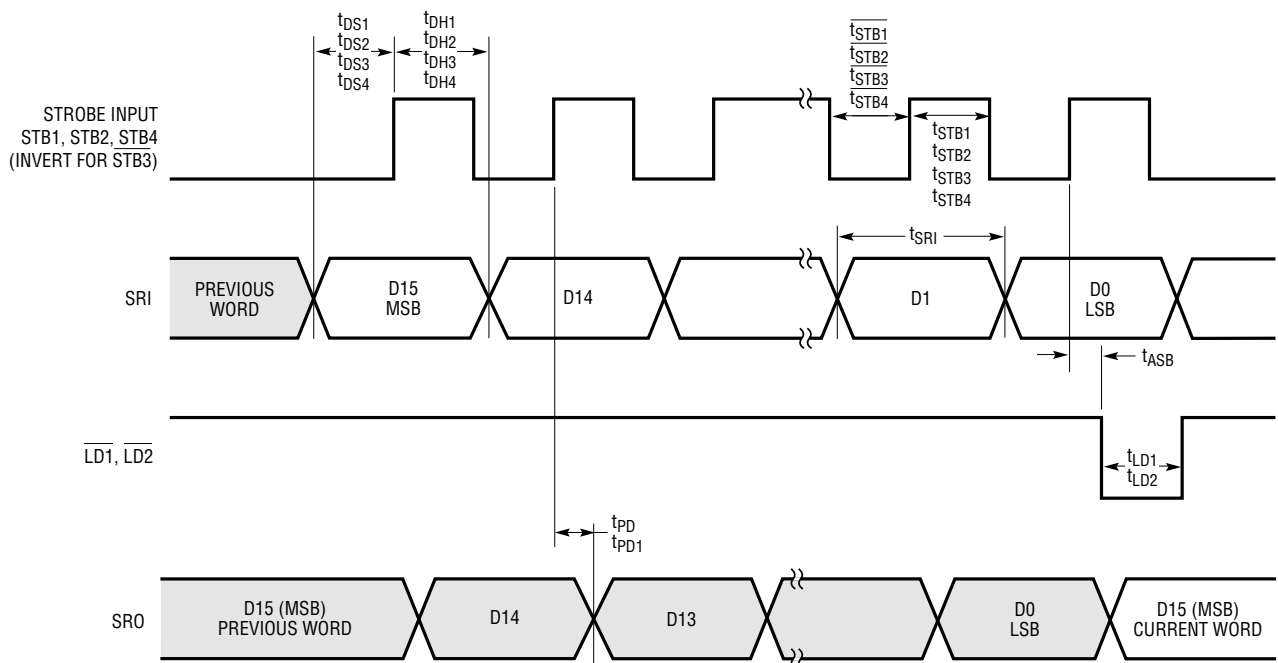 tDS1
tDS2
tDS3
tDS4
tDH1
tDH2
tDH3
tDH4
tSTB1
tSTB2
tSTB3
tSTB4
STROBE INPUT
STB1, STB2, STB4
(INVERT FOR STB3)
tSTB1
tSTB2
tSTB3
tSTB4
tSRI
SRI
PREVIOUS
WORD
D15
MSB
D14
D1
D0
LSB
tASB
LD1, LD2
tLD1
tLD2
tPD
tPD1
SRO
D15 (MSB)
PREVIOUS WORD
D14
D13
D0
LSB
D15 (MSB)
CURRENT WORD